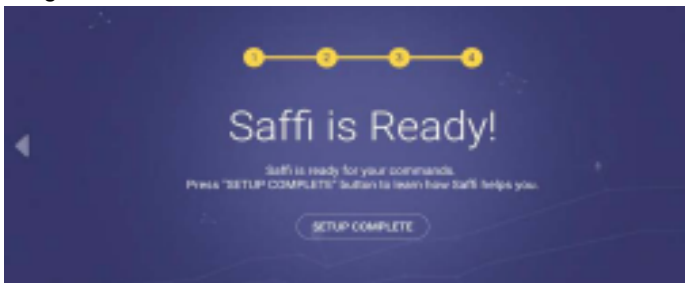 1 2 3 4
Saffi is Ready!
Saffi is ready for your commands.
Press "SETUP COMPLETE" button to learn how Saffi helps you.
SETUP COMPLETE